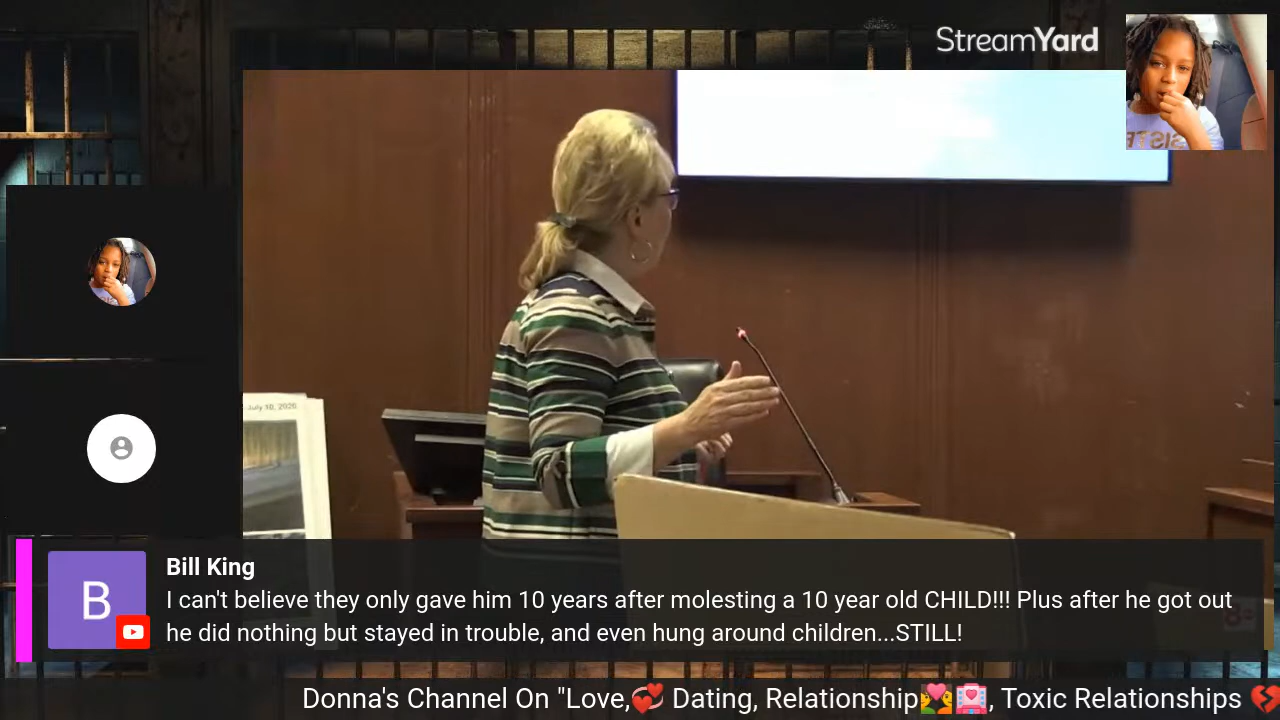 StreamYard
July 10, 2020
Bill King
B
I can't believe they only gave him 10 years after molesting a 10 year old CHILD!!! Plus after he got out
he did nothing but stayed in trouble, and even hung around children...STILL!
Donna's Channel On "Love,💞 Dating, Relationship💏💒, Toxic Relationships 💔